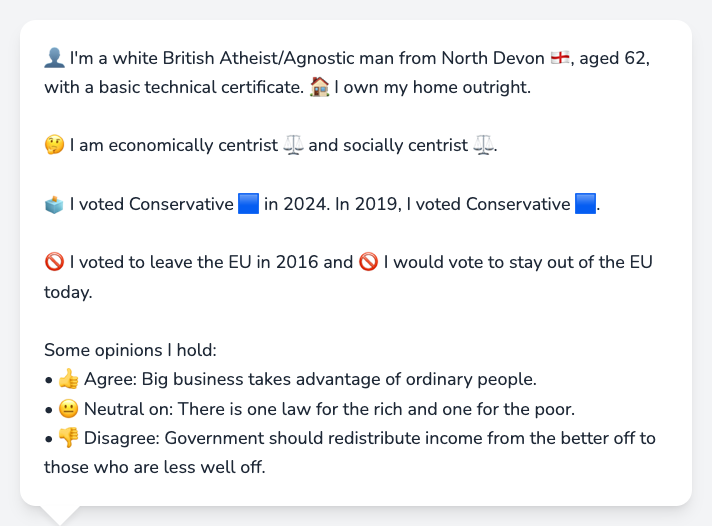 👤 I'm a white British Atheist/Agnostic man from North Devon 🏴󠁧󠁢󠁥󠁮󠁧󠁿, aged 62,
with a basic technical certificate. 🏠 I own my home outright.
🤔 I am economically centrist ⚖️ and socially centrist ⚖️.
🗳️ I voted Conservative 🟦 in 2024. In 2019, I voted Conservative 🟦.
🚫 I voted to leave the EU in 2016 and 🚫 I would vote to stay out of the EU
today.
Some opinions I hold:
• 👍 Agree: Big business takes advantage of ordinary people.
• 😐 Neutral on: There is one law for the rich and one for the poor.
• 👎 Disagree: Government should redistribute income from the better off to
those who are less well off.